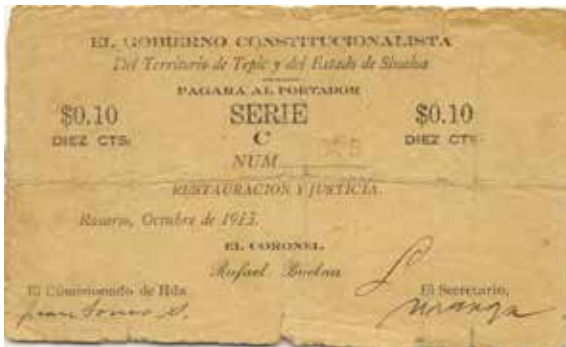 EL GOBIERNO CONSTITUCIONALISTA
Del Territorio de Tepic y del Estado de Sinaloa
PAGARA AL PORTADOR
$0.10 SERIE $0.10
DIEZ CTS. C DIEZ CTS.
NUM
RESTAURACION Y JUSTICIA.
Rosario, Octubre de 1913.
EL CORONEL
Rafael Buelna
El Comisionado de Hda
El Secretario,